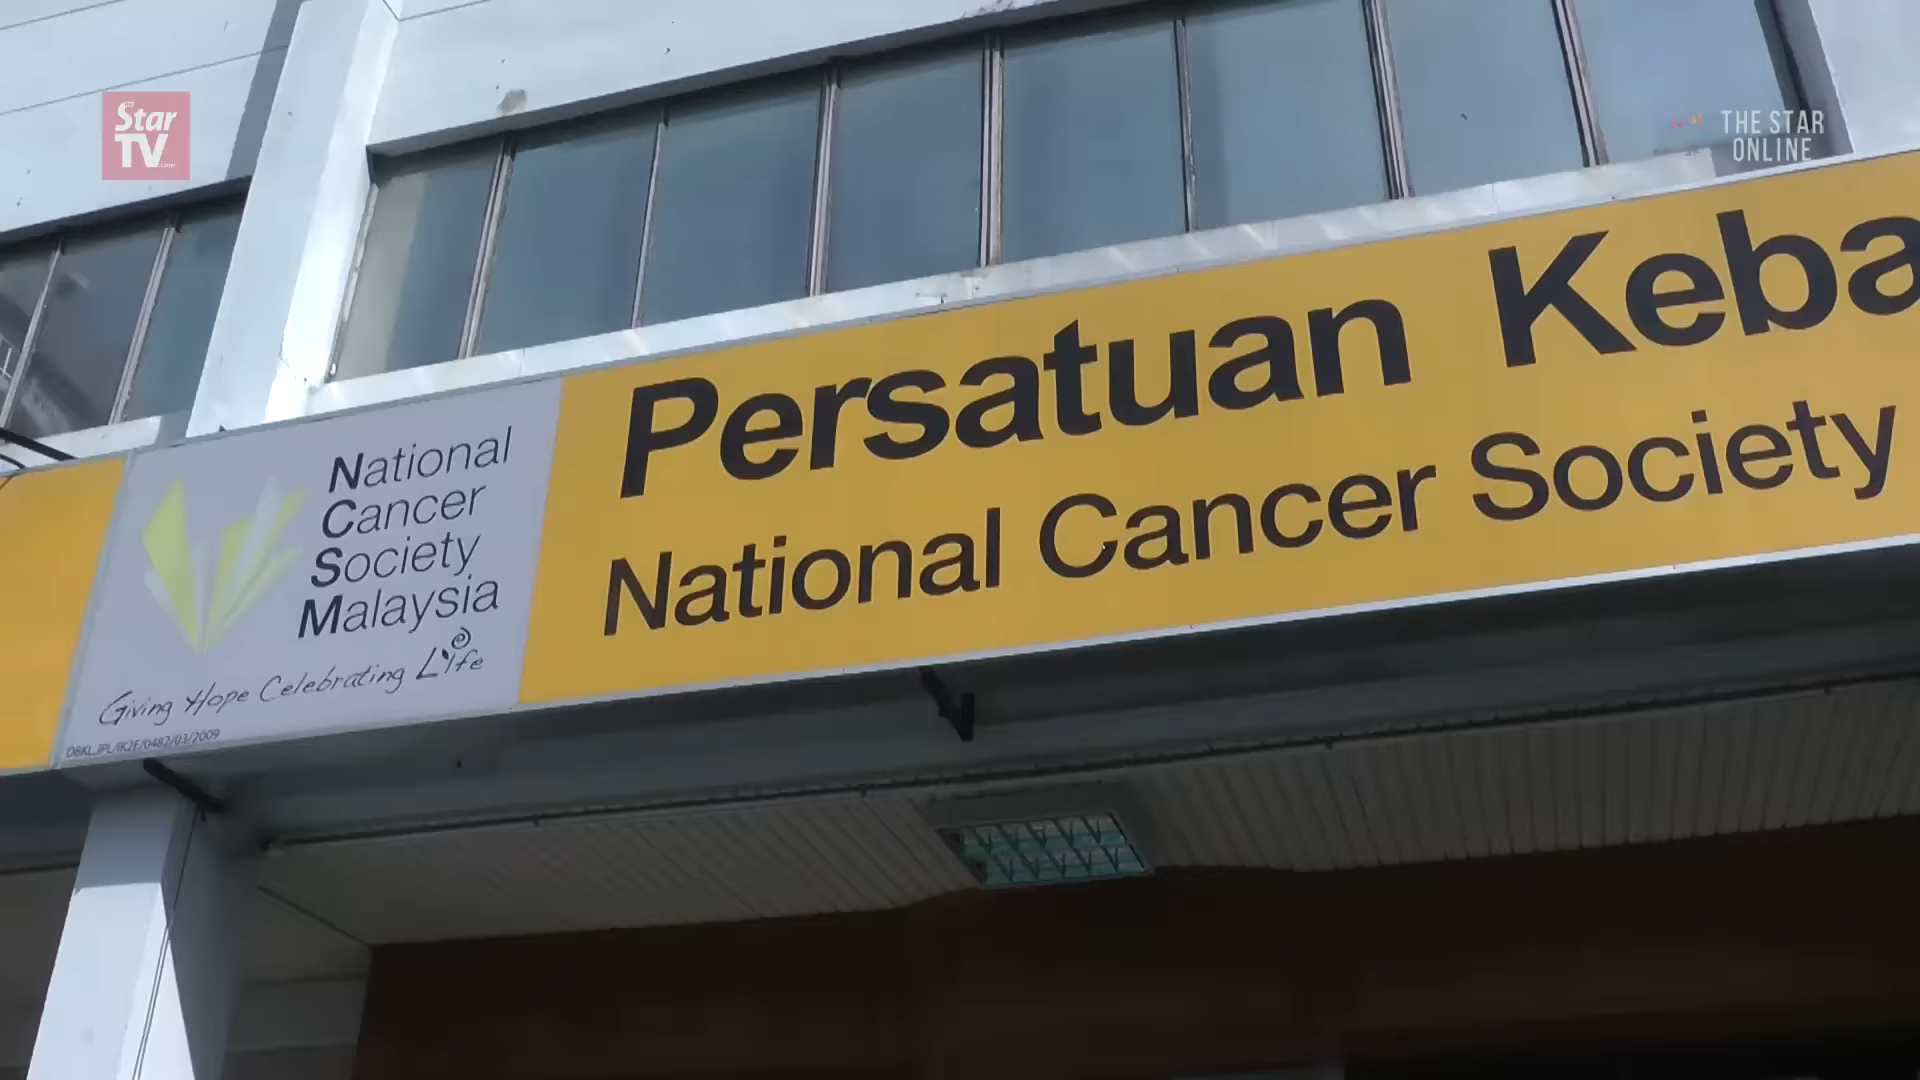 Star
TV.com
THE STAR
ONLINE
Persatuan Keba
National Cancer Society
National
Cancer
Society
Malaysia
Giving Hope Celebrating Life
DBKL.JPL/IK2F/0482/03/2009